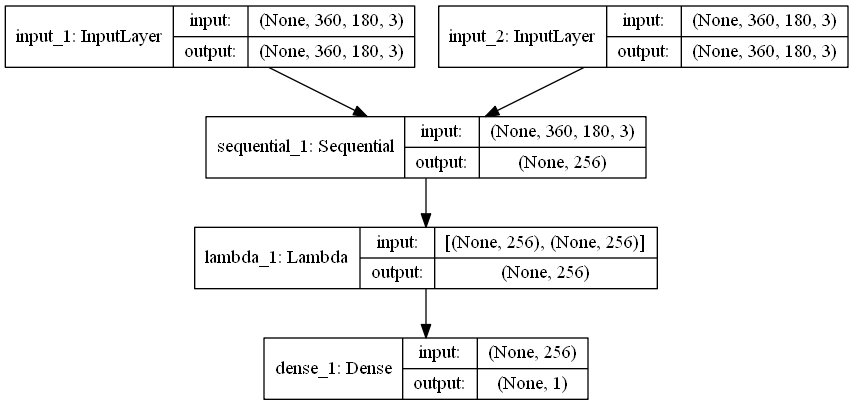 input_1: InputLayer
input: (None, 360, 180, 3)
output: (None, 360, 180, 3)
input_2: InputLayer
input: (None, 360, 180, 3)
output: (None, 360, 180, 3)
sequential_1: Sequential
input: (None, 360, 180, 3)
output: (None, 256)
lambda_1: Lambda
input: [(None, 256), (None, 256)]
output: (None, 256)
dense_1: Dense
input: (None, 256)
output: (None, 1)